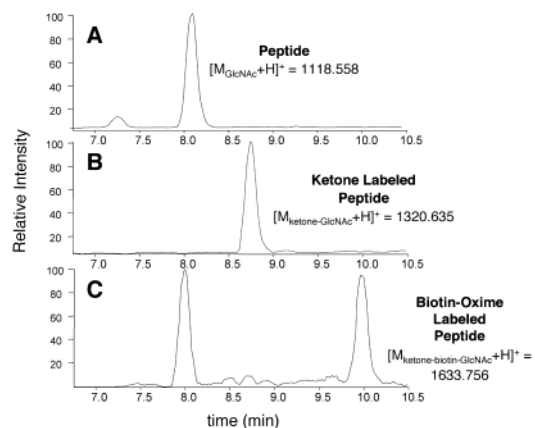 A
Peptide
[M_GlcNAc+H]+ = 1118.558
100
80
60
40
20
7.0 7.5 8.0 8.5 9.0 9.5 10.0 10.5
B
Ketone Labeled
Peptide
[M_ketone-GlcNAc+H]+ = 1320.635
100
80
60
40
20
7.0 7.5 8.0 8.5 9.0 9.5 10.0 10.5
C
Biotin-Oxime
Labeled
Peptide
[M_ketone-biotin-GlcNAc+H]+ =
1633.756
100
80
60
40
20
7.0 7.5 8.0 8.5 9.0 9.5 10.0 10.5
Relative Intensity
time (min)